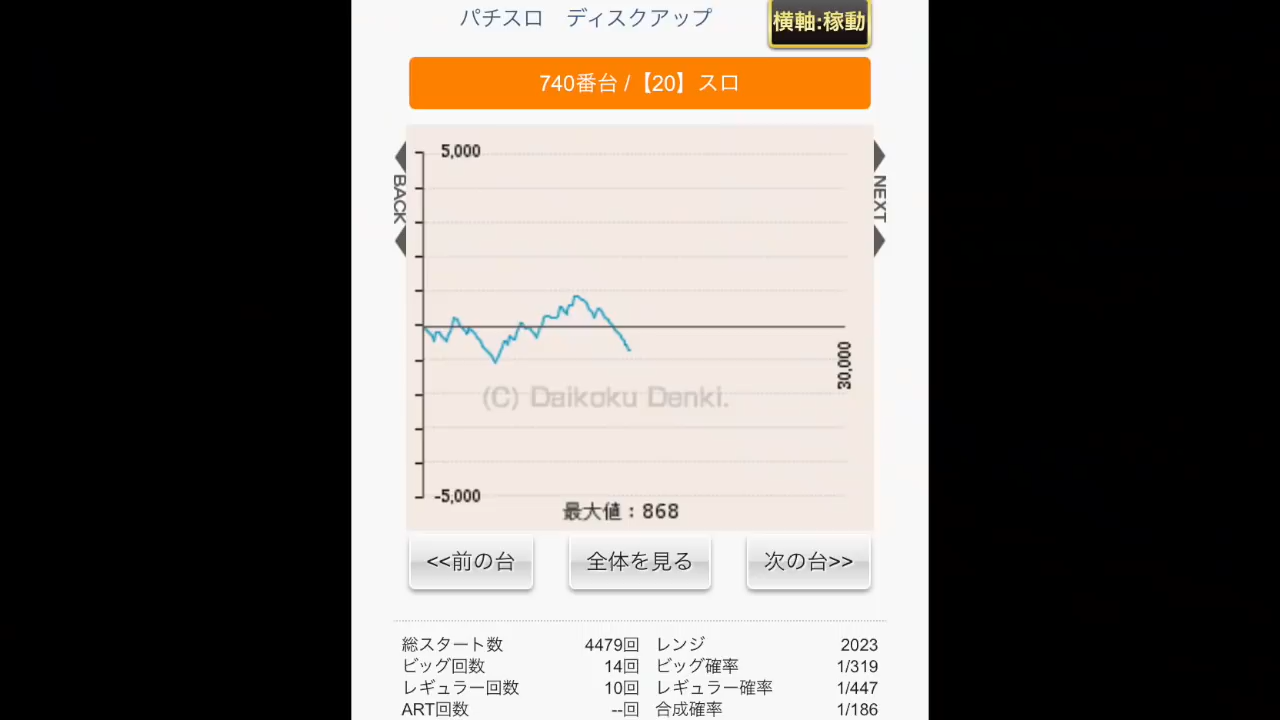 パチスロ　ディスクアップ
横軸:稼動
740番台 /【20】スロ
5,000
BACK
NEXT
30,000
(C) Daikoku Denki.
-5,000
最大値：868
<<前の台
全体を見る
次の台>>
総スタート数 4479回 レンジ 2023
ビッグ回数 14回 ビッグ確率 1/319
レギュラー回数 10回 レギュラー確率 1/447
ART回数 --回 合成確率 1/186